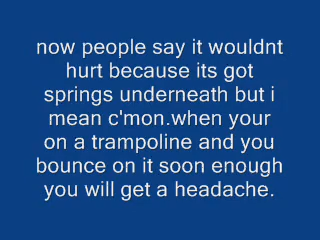 now people say it wouldnt
hurt because its got
springs underneath but i
mean c'mon.when your
on a trampoline and you
bounce on it soon enough
you will get a headache.